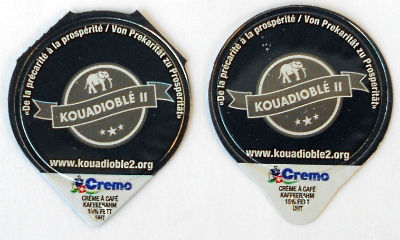 «De la précarité à la prospérité / Von Prekarität zu Prosperität»
KOUADIOBLÉ II
www.kouadioble2.org
Cremo
CRÈME À CAFÉ
KAFFEERAHM
15% FETT
UHT
«De la précarité à la prospérité / Von Prekarität zu Prosperität»
KOUADIOBLÉ II
www.kouadioble2.org
Cremo
CRÈME À CAFÉ
KAFFEERAHM
15% FETT
UHT